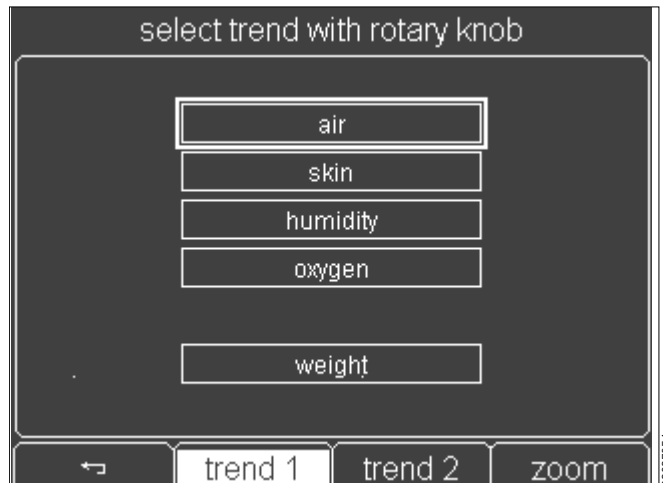 select trend with rotary knob
air
skin
humidity
oxygen
weight
trend 1 trend 2 zoom